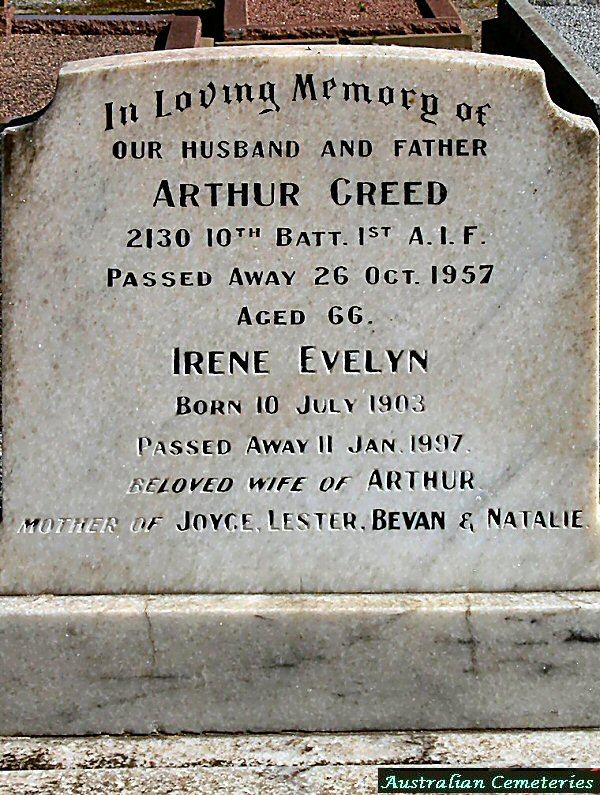 In Loving Memory of
OUR HUSBAND AND FATHER
ARTHUR CREED
2130 10TH BATT. 1ST A.I.F.
PASSED AWAY 26 OCT. 1957
AGED 66.
IRENE EVELYN
BORN 10 JULY 1903
PASSED AWAY 11 JAN. 1997.
BELOVED WIFE OF ARTHUR.
MOTHER OF JOYCE, LESTER, BEVAN & NATALIE.
Australian Cemeteries